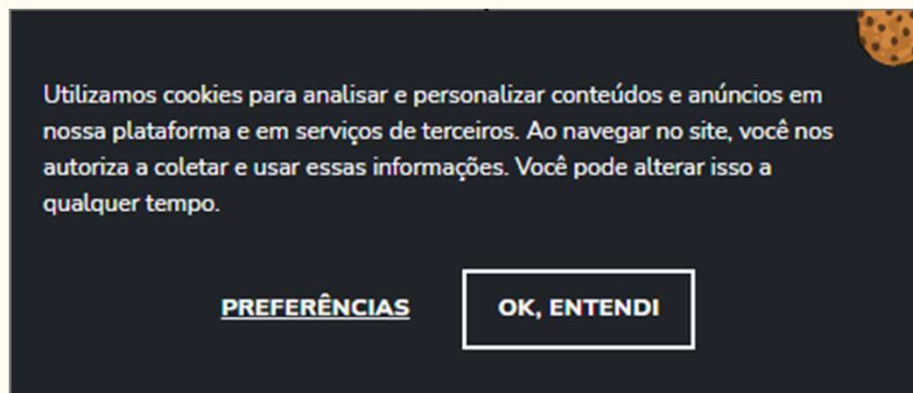 Utilizamos cookies para analisar e personalizar conteúdos e anúncios em
nossa plataforma e em serviços de terceiros. Ao navegar no site, você nos
autoriza a coletar e usar essas informações. Você pode alterar isso a
qualquer tempo.
PREFERÊNCIAS OK, ENTENDI